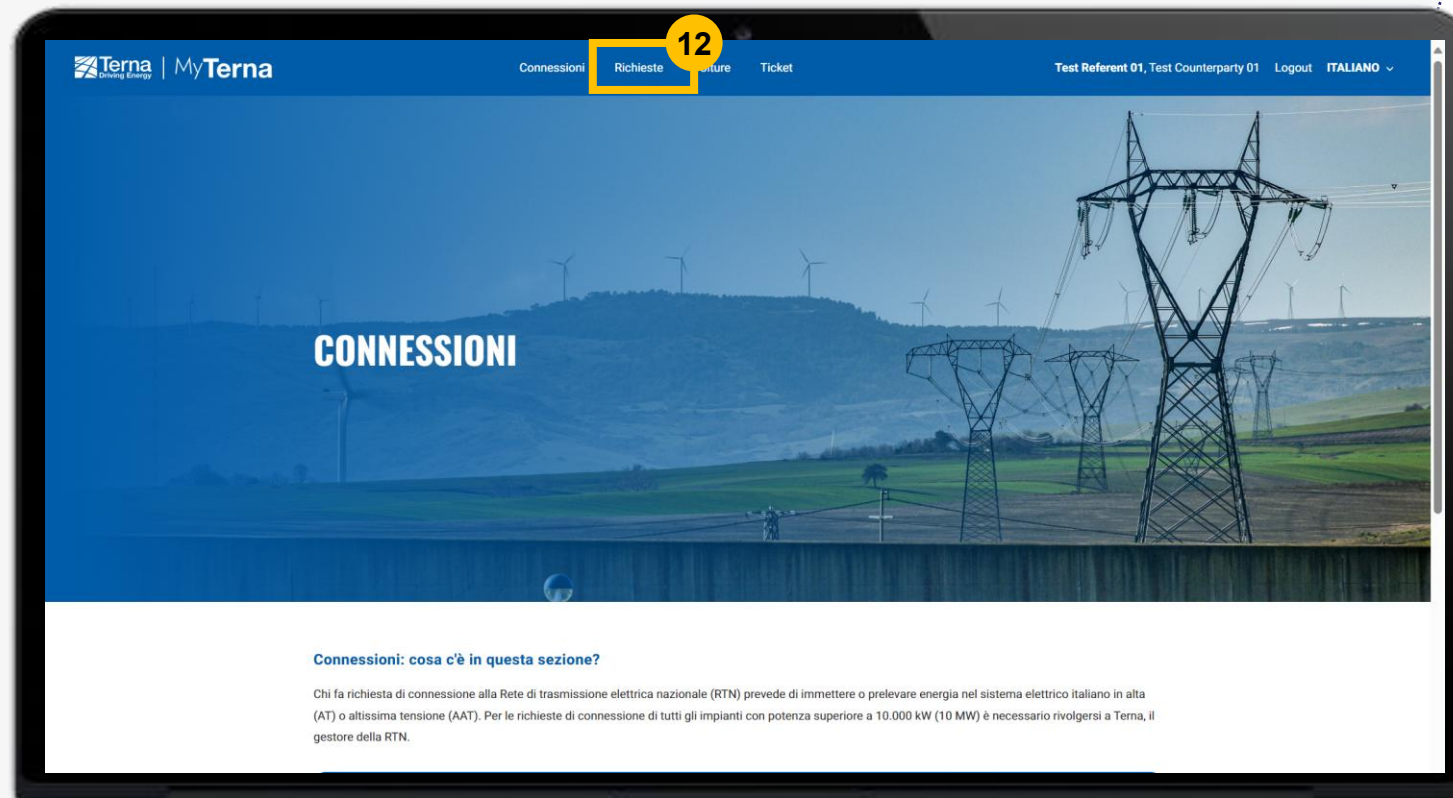 12
Terna
Driving Energy
MyTerna
Connessioni Richieste Ticket
Test Referent 01, Test Counterparty 01 Logout ITALIANO
CONNESSIONI
Connessioni: cosa c'è in questa sezione?
Chi fa richiesta di connessione alla Rete di trasmissione elettrica nazionale (RTN) prevede di immettere o prelevare energia nel sistema elettrico italiano in alta
(AT) o altissima tensione (AAT). Per le richieste di connessione di tutti gli impianti con potenza superiore a 10.000 kW (10 MW) è necessario rivolgersi a Terna, il
gestore della RTN.